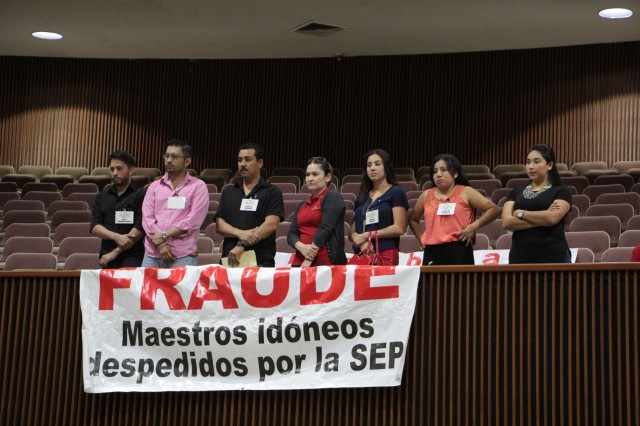 FRAUDE
Maestros idóneos
despedidos por la SEP